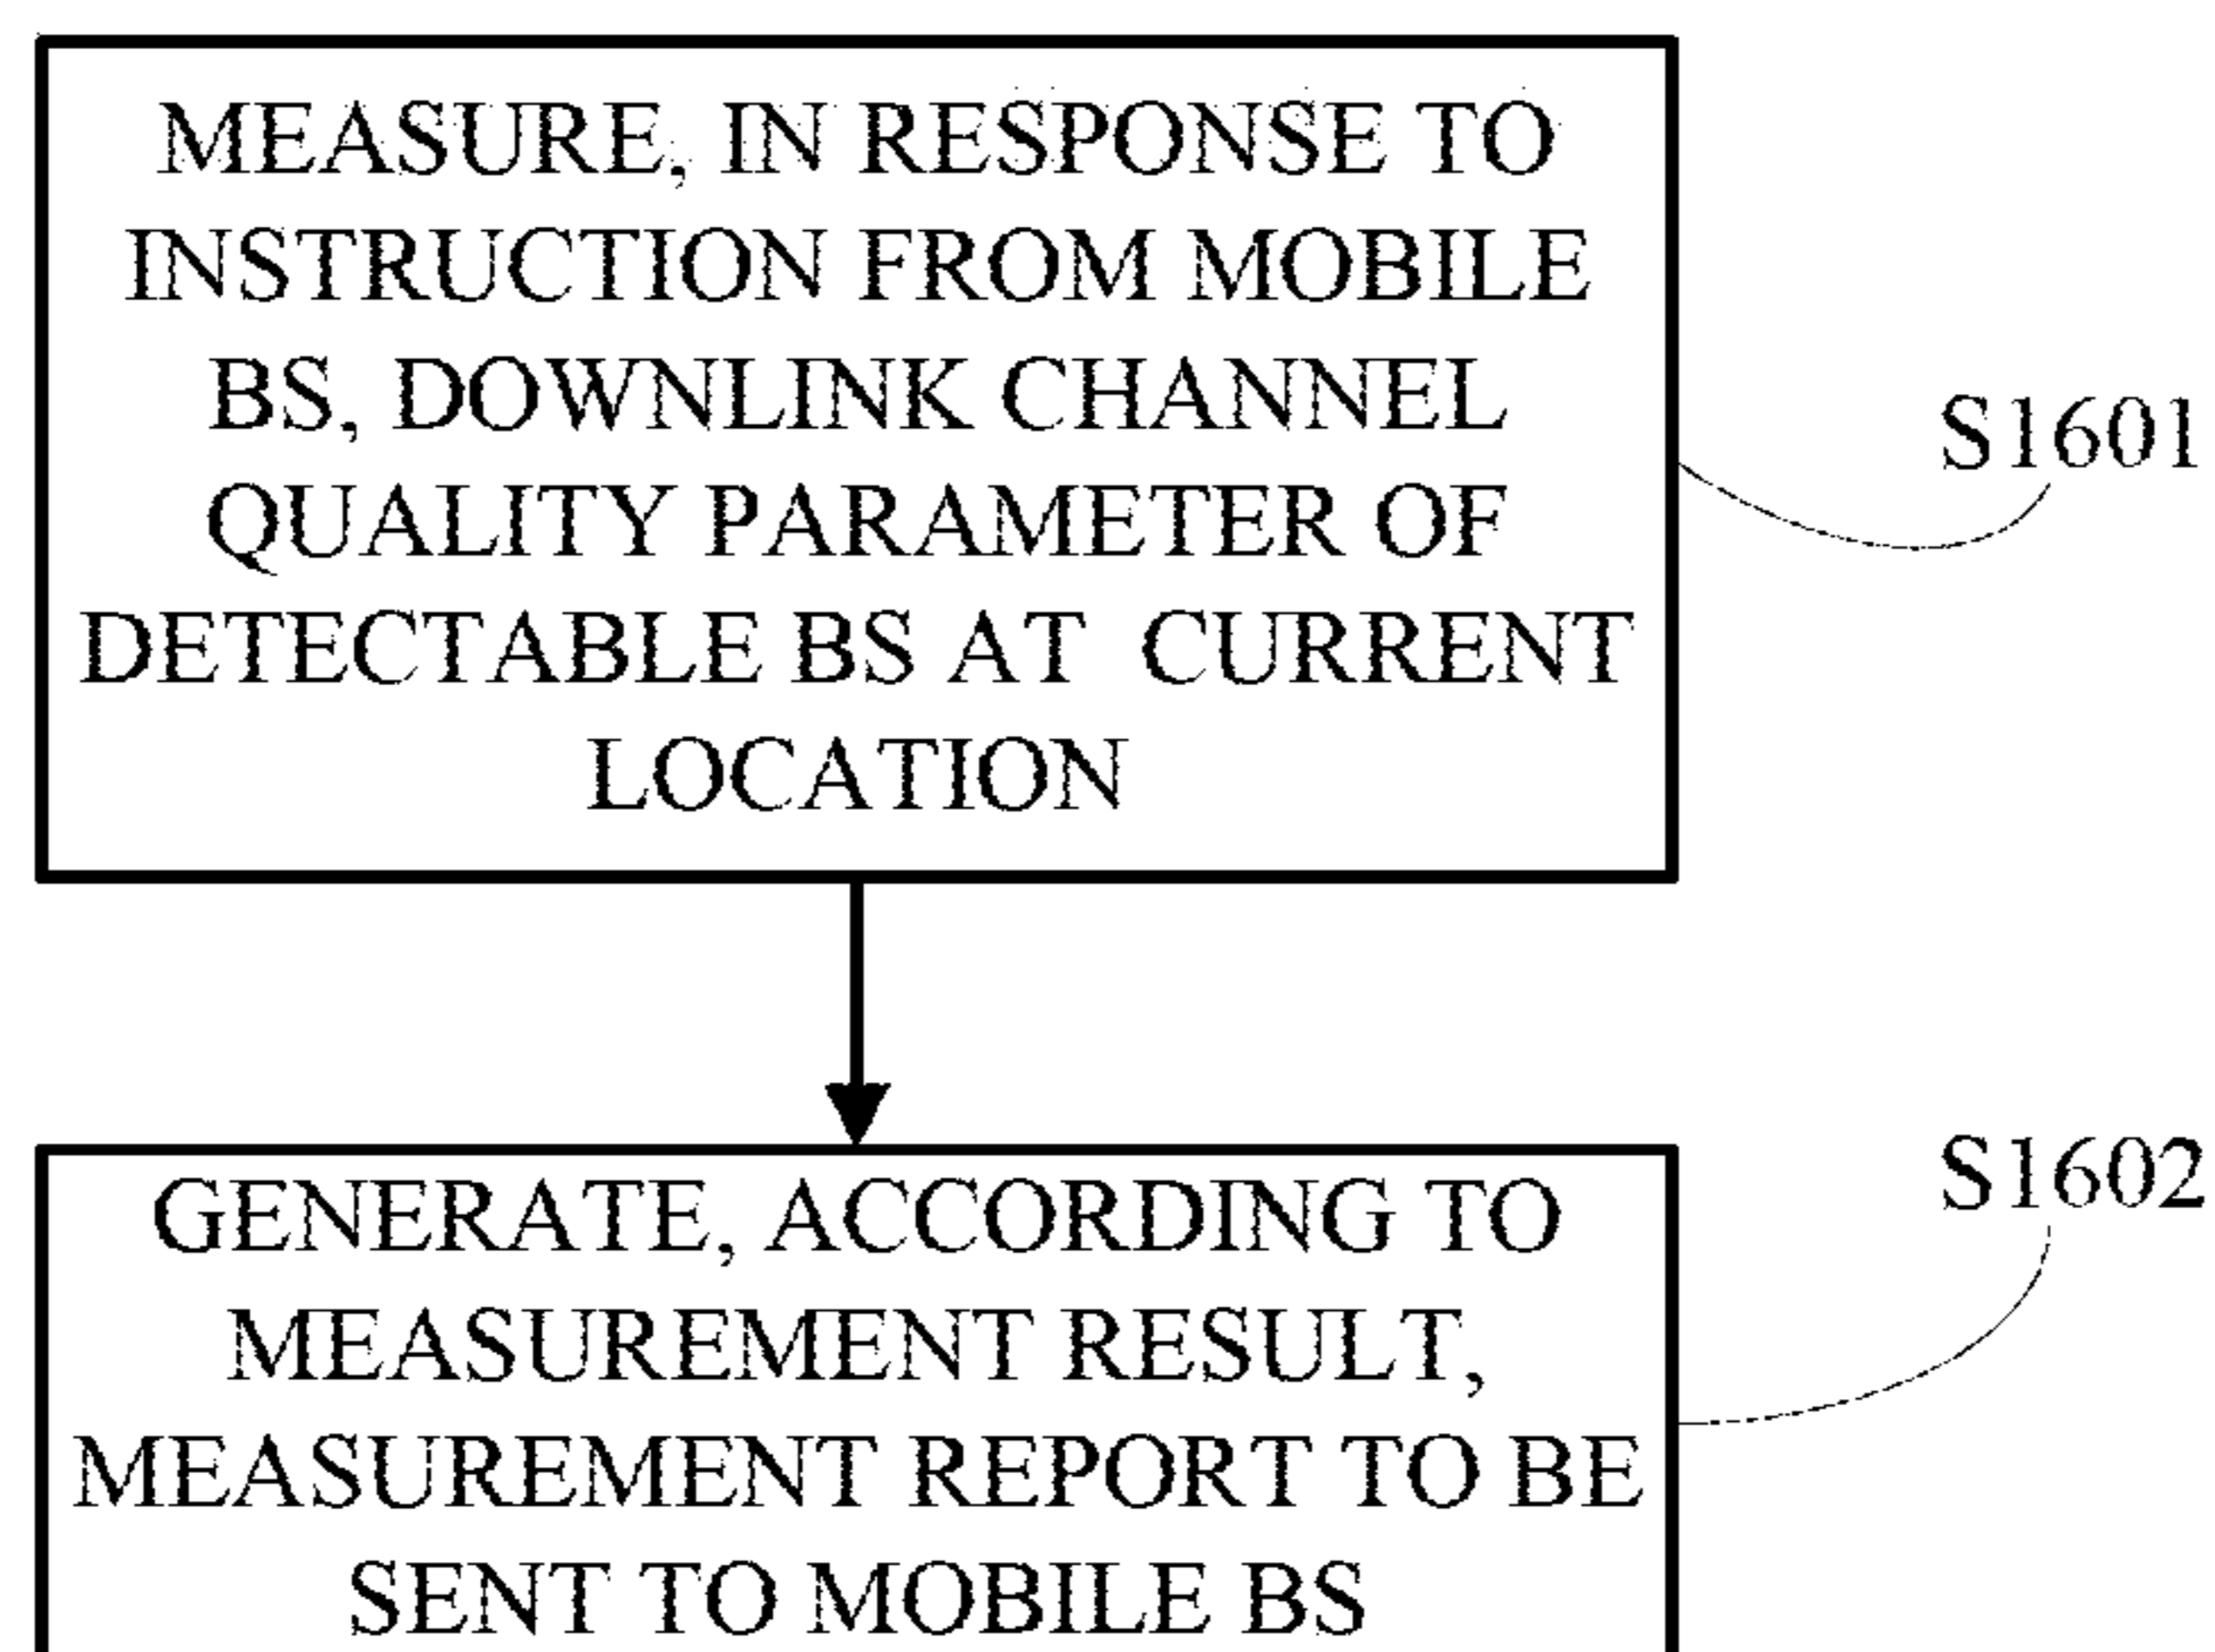 MEASURE, IN RESPONSE TO
INSTRUCTION FROM MOBILE
BS, DOWNLINK CHANNEL
QUALITY PARAMETER OF
DETECTABLE BS AT CURRENT
LOCATION
S1601
GENERATE, ACCORDING TO
MEASUREMENT RESULT,
MEASUREMENT REPORT TO BE
SENT TO MOBILE BS
S1602